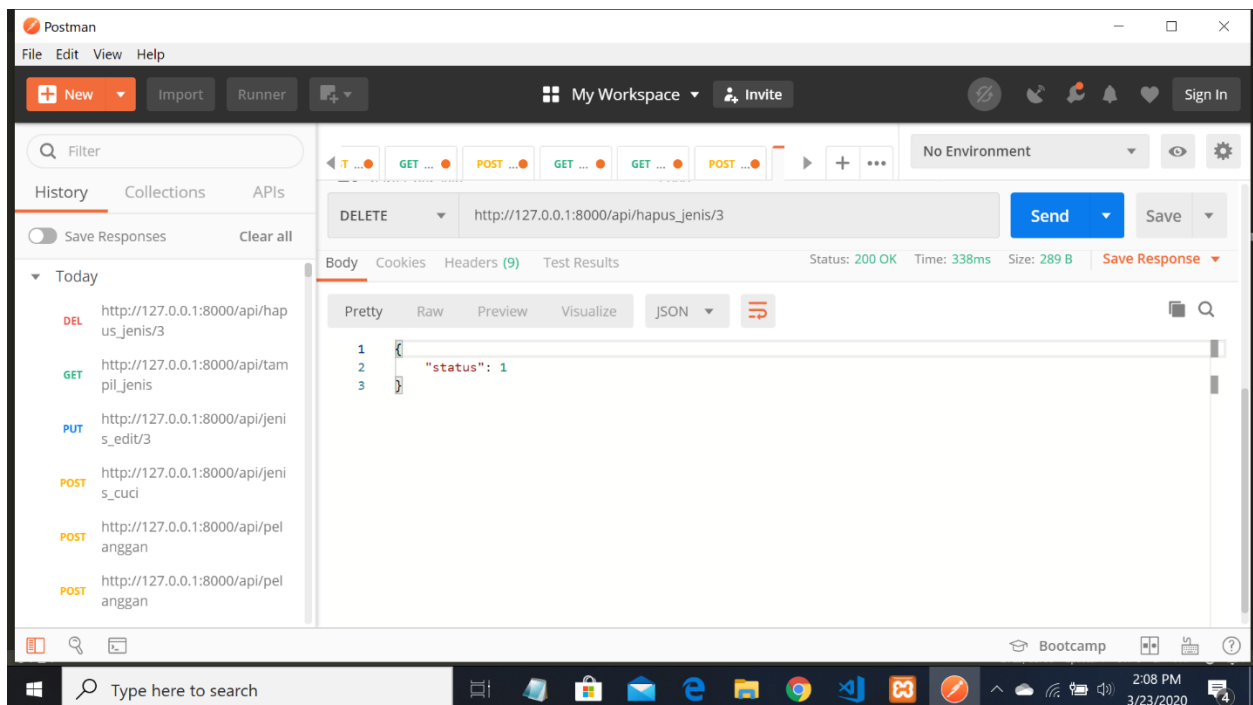 Postman
File Edit View Help
New Import Runner My Workspace Invite Sign In
Filter
History Collections APIs
Save Responses Clear all
Today
DEL http://127.0.0.1:8000/api/hap
us_jenis/3
GET http://127.0.0.1:8000/api/tam
pil_jenis
PUT http://127.0.0.1:8000/api/jeni
s_edit/3
POST http://127.0.0.1:8000/api/jeni
s_cuci
POST http://127.0.0.1:8000/api/pel
anggan
POST http://127.0.0.1:8000/api/pel
anggan
T ... GET ... POST ... GET ... GET ... POST ... + ••• No Environment
DELETE http://127.0.0.1:8000/api/hapus_jenis/3 Send Save
Body Cookies Headers (9) Test Results Status: 200 OK Time: 338ms Size: 289 B Save Response
Pretty Raw Preview Visualize JSON
1 {
2 "status": 1
3 }
Bootcamp
Type here to search
2:08 PM
3/23/2020
4